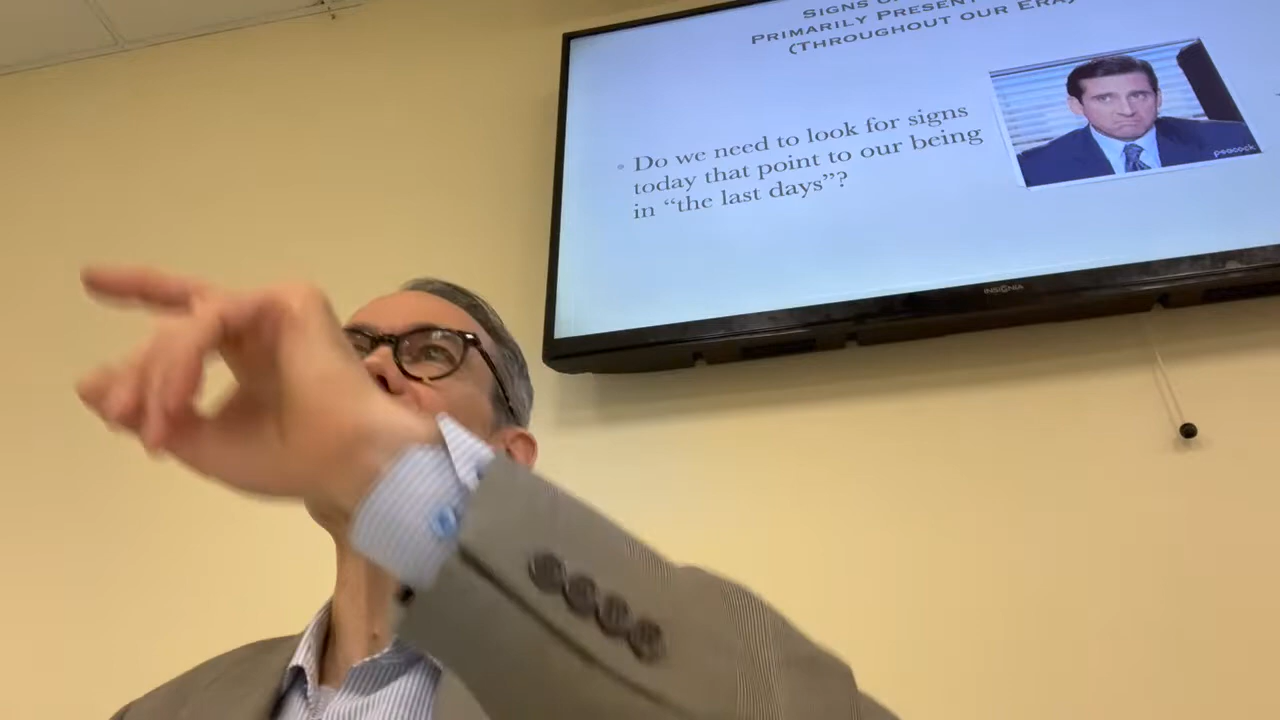 SIGNS
PRIMARILY PRESENT
(THROUGHOUT OUR ERA)
• Do we need to look for signs
today that point to our being
in “the last days”?
peacock
INSIGNIA